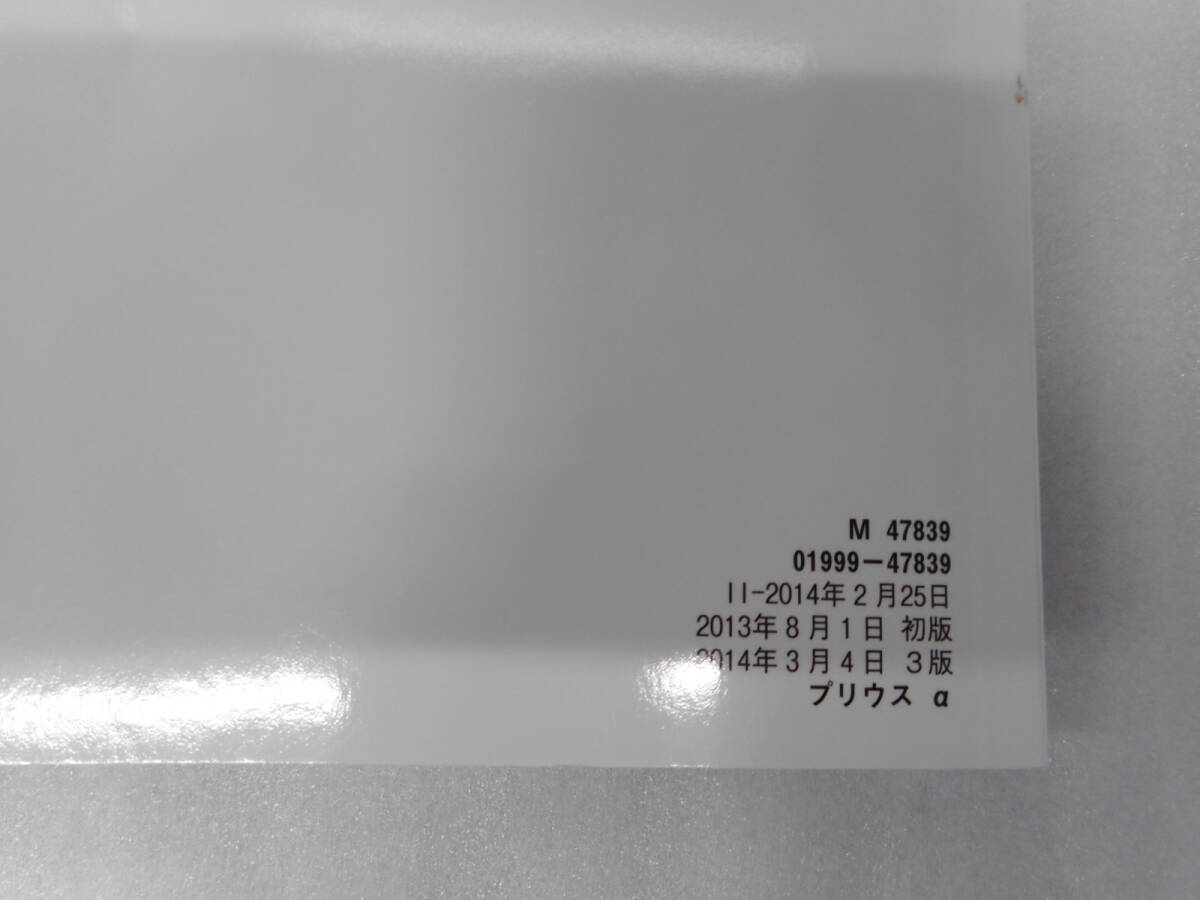 M 47839
01999-47839
II-2014年2月25日
2013年8月1日 初版
2014年3月4日 3版
プリウス α